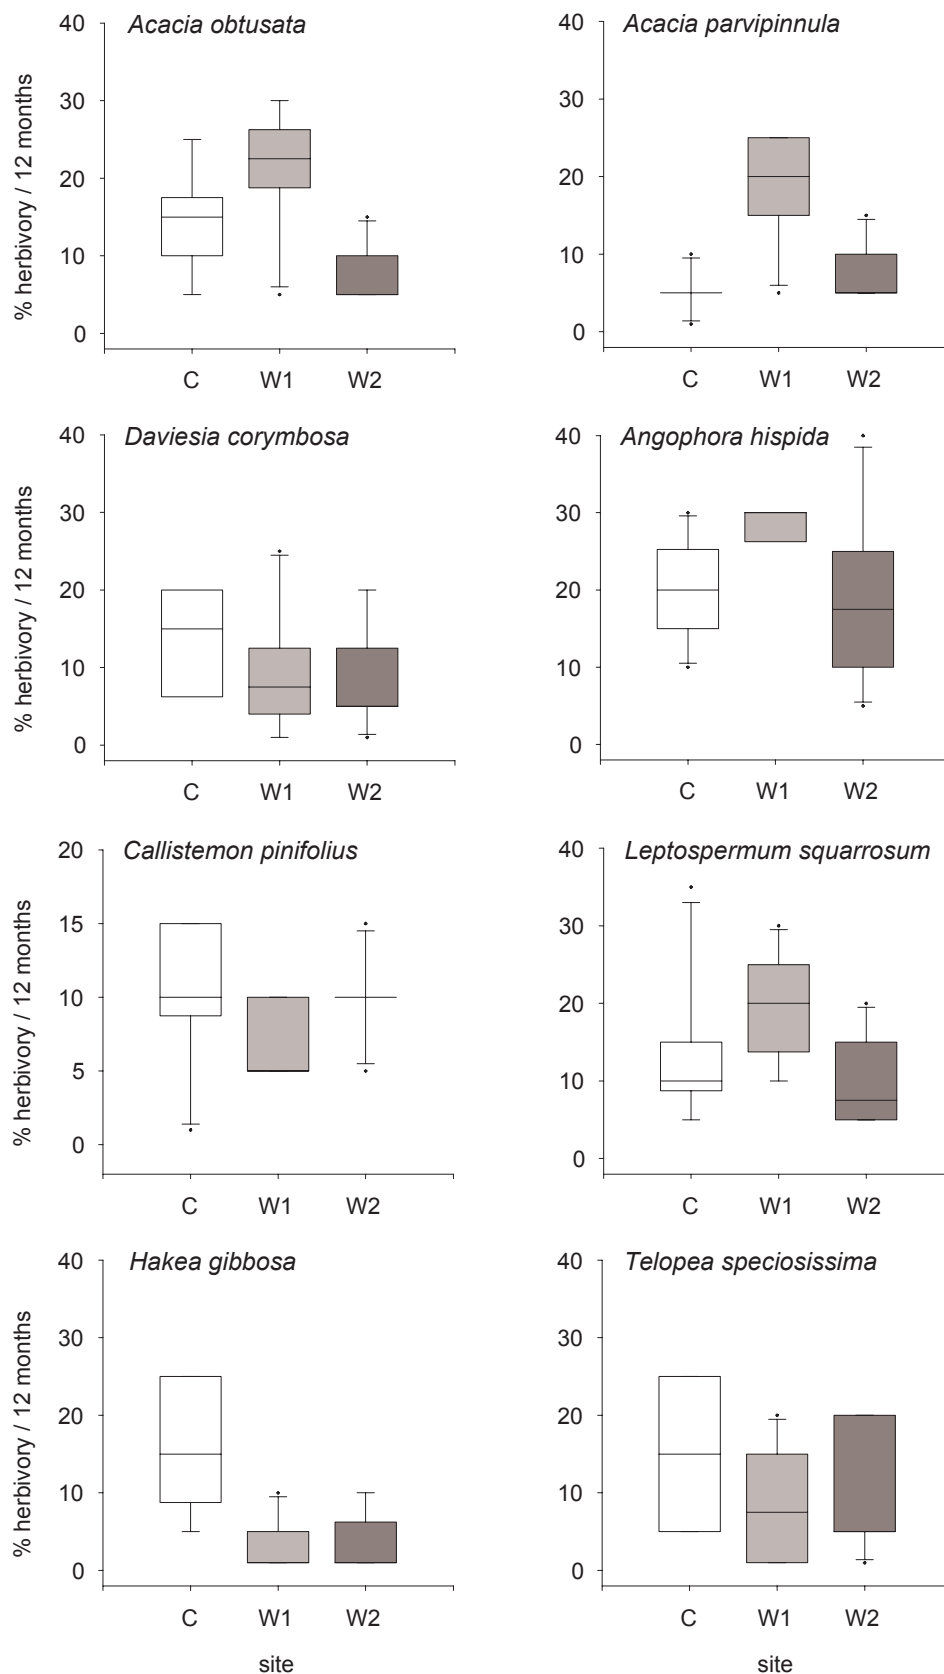 Acacia obtusata
% herbivory / 12 months
40
30
20
10
0
C W1 W2
Acacia parvipinnula
40
30
20
10
0
C W1 W2
Daviesia corymbosa
% herbivory / 12 months
40
30
20
10
0
C W1 W2
Angophora hispida
40
30
20
10
0
C W1 W2
Callistemon pinifolius
% herbivory / 12 months
20
15
10
5
0
C W1 W2
Leptospermum squarrosum
40
30
20
10
0
C W1 W2
Hakea gibbosa
% herbivory / 12 months
40
30
20
10
0
C W1 W2
site
Telopea speciosissima
40
30
20
10
0
C W1 W2
site